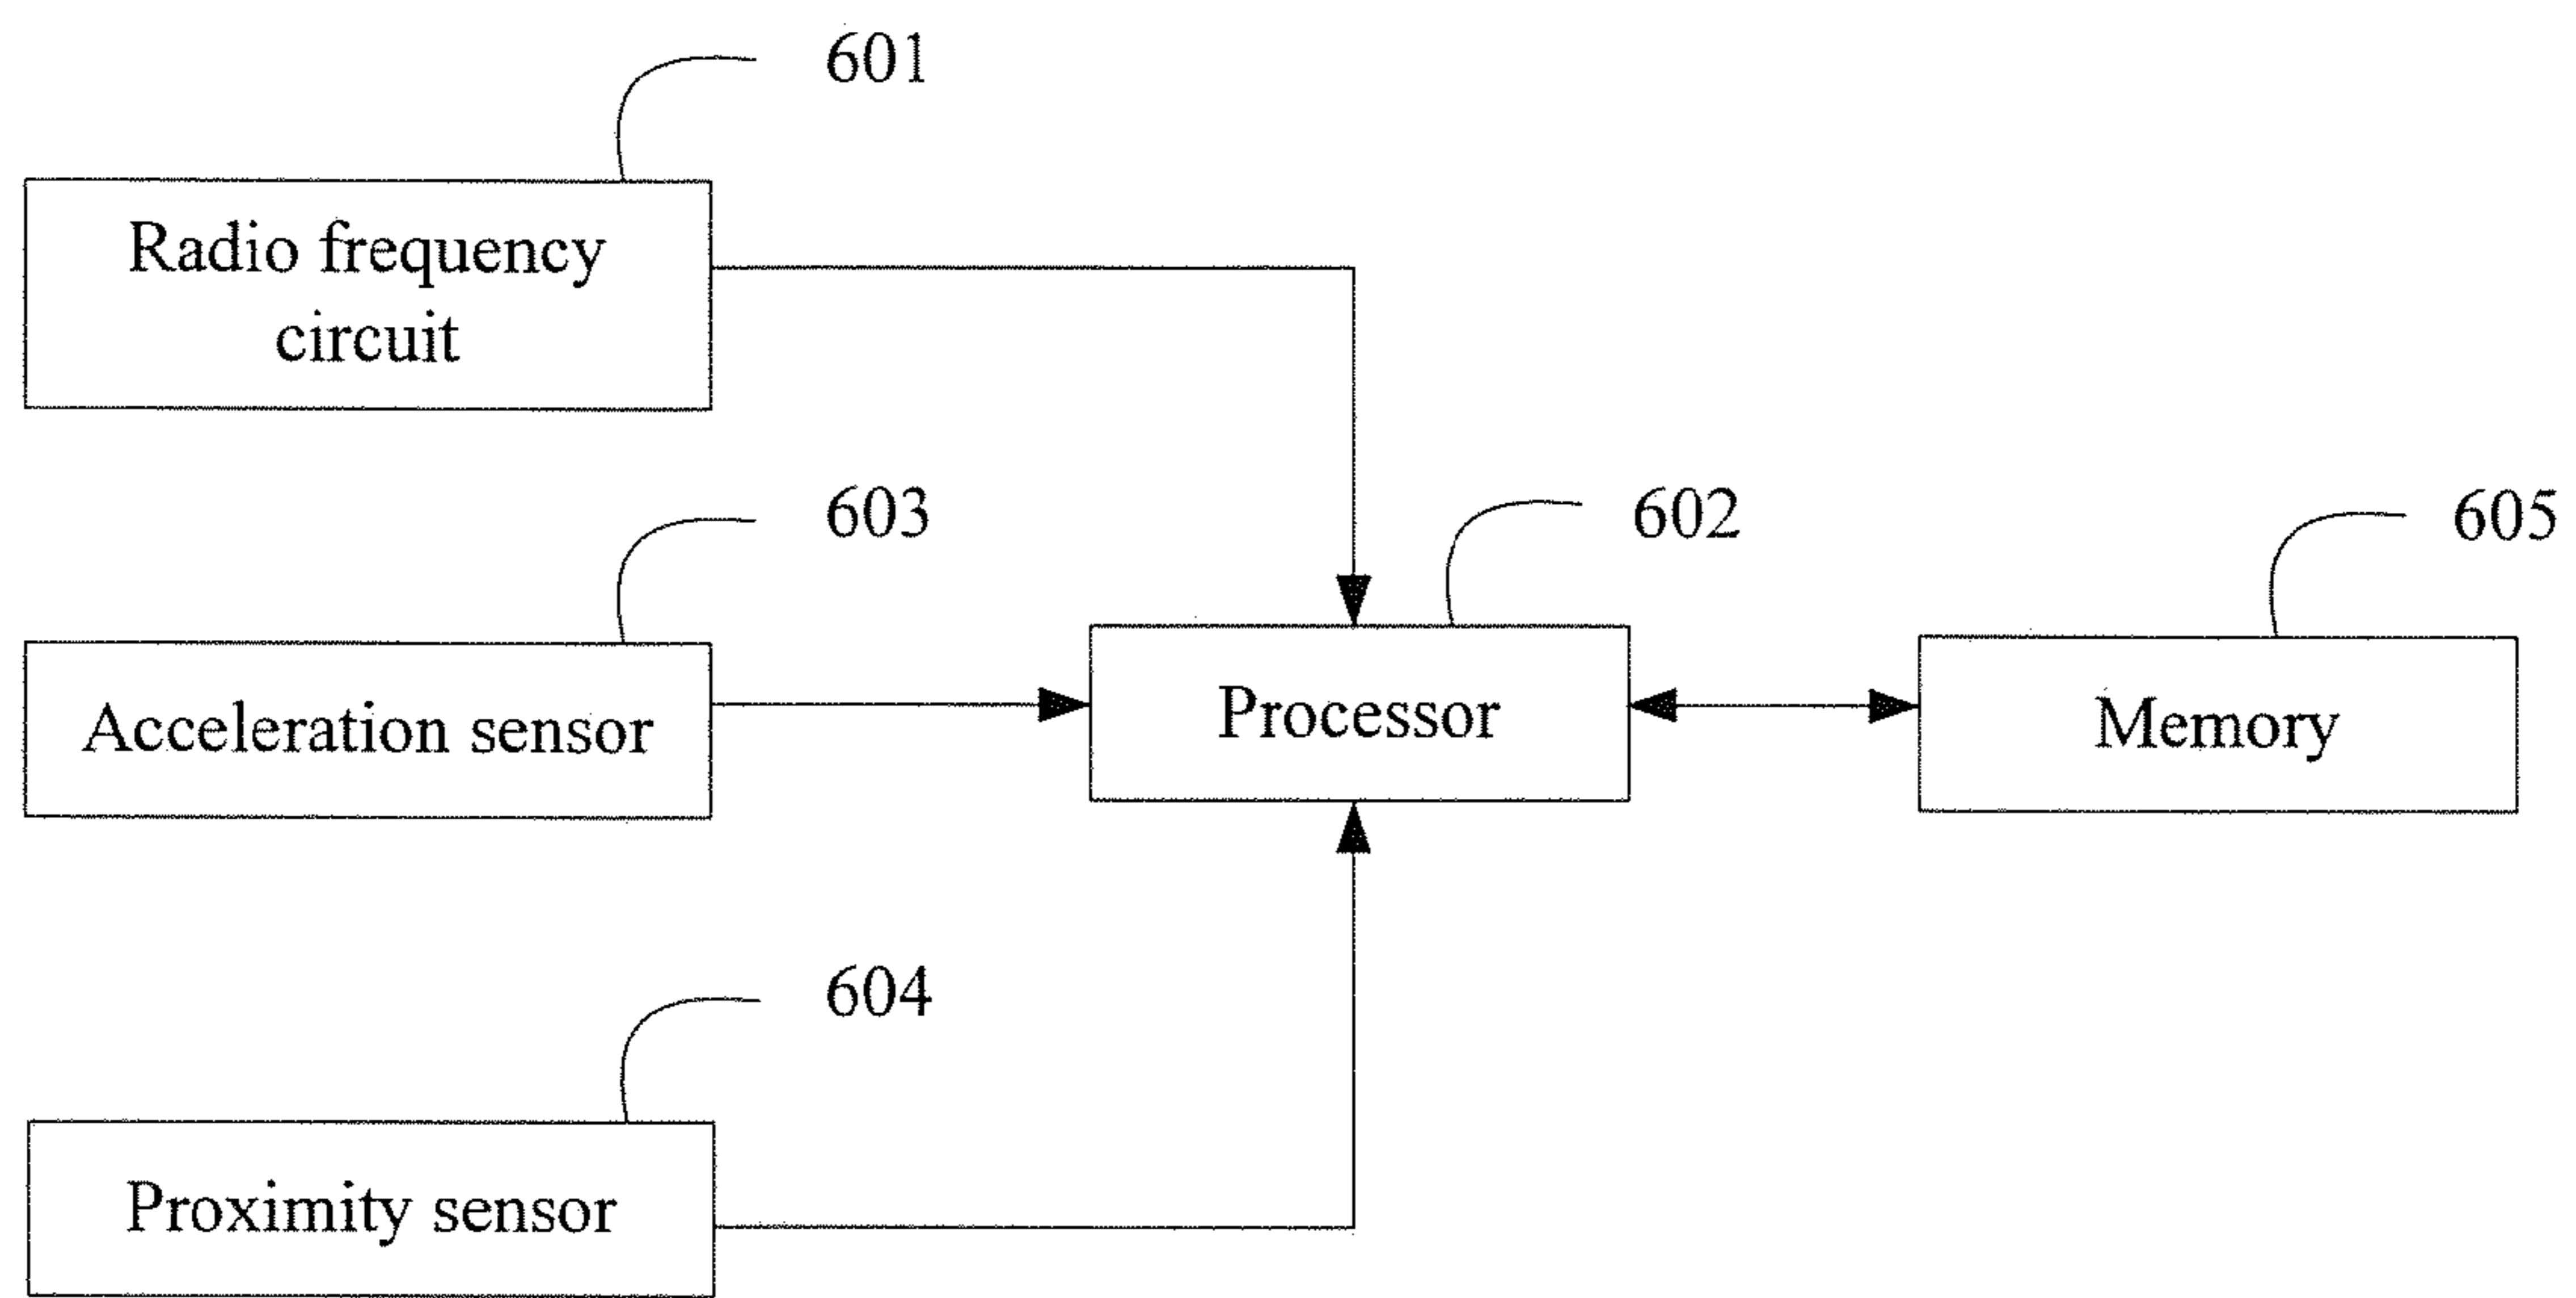 601
Radio frequency
circuit
603
Acceleration sensor
602
Processor
605
Memory
604
Proximity sensor